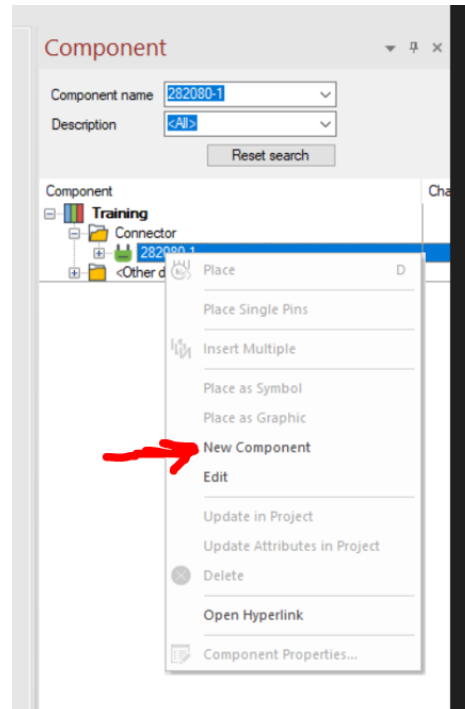 Component
Component name 282080-1
Description <All>
Reset search
Component Cha
Training
Connector
282080-1
<Other d
Place D
Place Single Pins
Insert Multiple
Place as Symbol
Place as Graphic
New Component
Edit
Update in Project
Update Attributes in Project
Delete
Open Hyperlink
Component Properties...